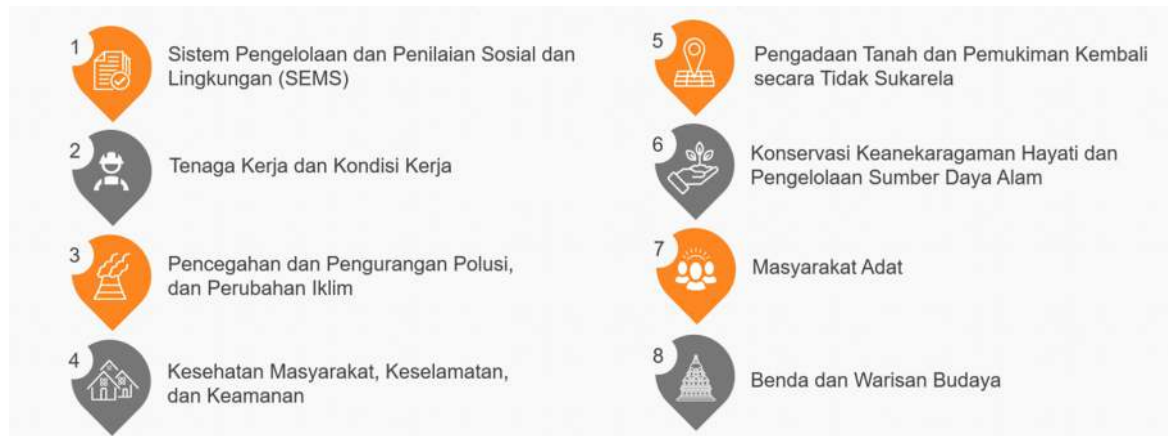 1
Sistem Pengelolaan dan Penilaian Sosial dan
Lingkungan (SEMS)
2
Tenaga Kerja dan Kondisi Kerja
3
Pencegahan dan Pengurangan Polusi,
dan Perubahan Iklim
4
Kesehatan Masyarakat, Keselamatan,
dan Keamanan
5
Pengadaan Tanah dan Pemukiman Kembali
secara Tidak Sukarela
6
Konservasi Keanekaragaman Hayati dan
Pengelolaan Sumber Daya Alam
7
Masyarakat Adat
8
Benda dan Warisan Budaya